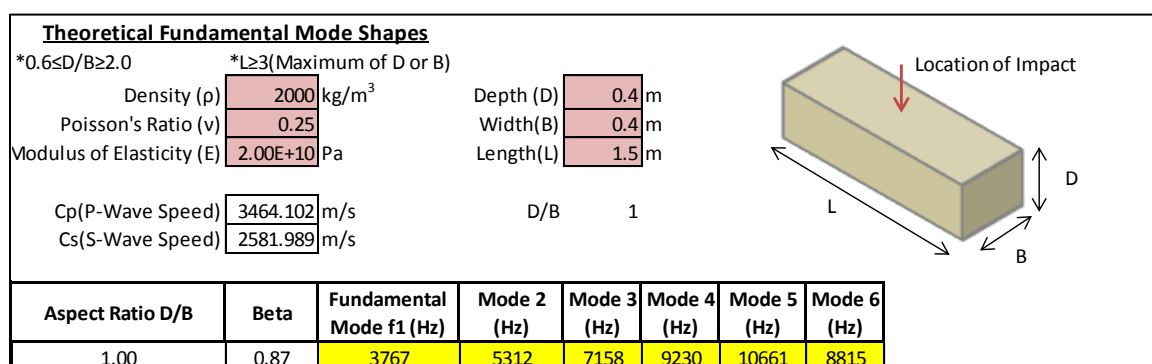 Theoretical Fundamental Mode Shapes
*0.6≤D/B≥2.0 *L≥3(Maximum of D or B)
Location of Impact
Density (ρ) 2000 kg/m³ Depth (D) 0.4 m
Poisson's Ratio (ν) 0.25 Width(B) 0.4 m
Modulus of Elasticity (E) 2.00E+10 Pa Length(L) 1.5 m
D
Cp(P-Wave Speed) 3464.102 m/s D/B 1
L
Cs(S-Wave Speed) 2581.989 m/s
B
Aspect Ratio D/B Beta Fundamental Mode f1 (Hz) Mode 2 (Hz) Mode 3 (Hz) Mode 4 (Hz) Mode 5 (Hz) Mode 6 (Hz)
1.00 0.87 3767 5312 7158 9230 10661 8815